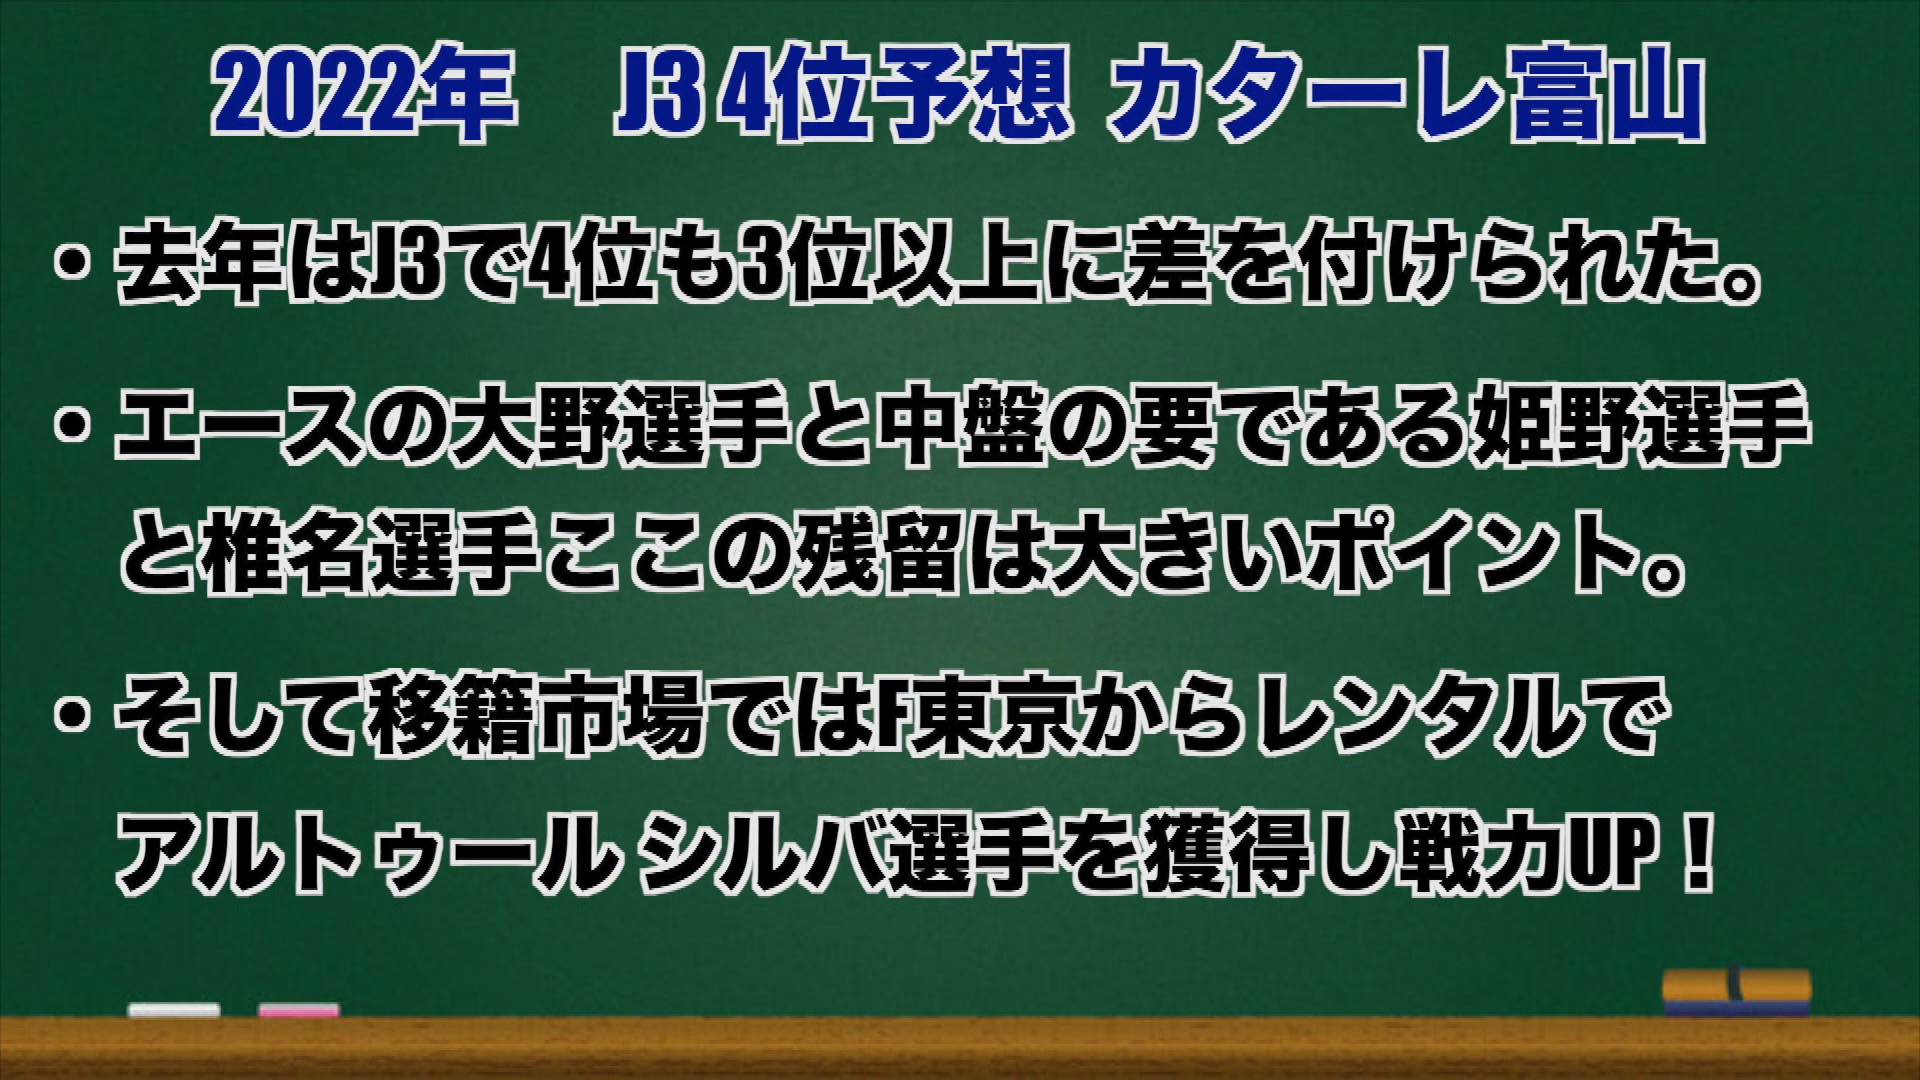 2022年　J3 4位予想 カターレ富山
・去年はJ3で4位も3位以上に差を付けられた。
・エースの大野選手と中盤の要である姫野選手
と椎名選手ここの残留は大きいポイント。
・そして移籍市場ではF東京からレンタルで
アルトゥール シルバ選手を獲得し戦力UP！